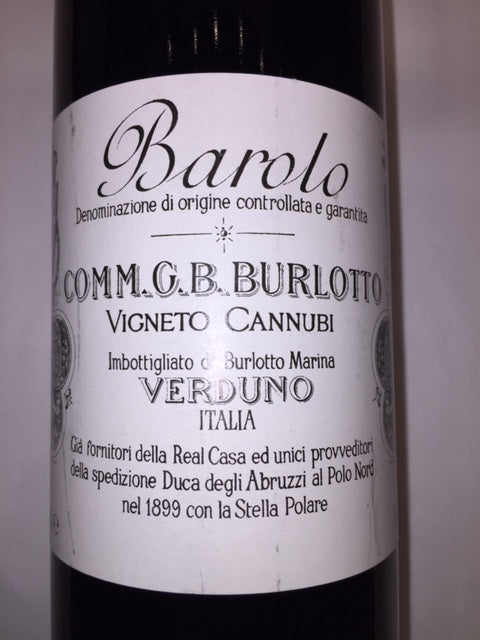 Barolo
Denominazione di origine controllata e garantita
COMM. G. B. BURLOTTO
VIGNETO CANNUBI
Imbottigliato da Burlotto Marina
VERDUNO
ITALIA
Già fornitori della Real Casa ed unici provveditori
della spedizione Duca degli Abruzzi al Polo Nord
nel 1899 con la Stella Polare
e